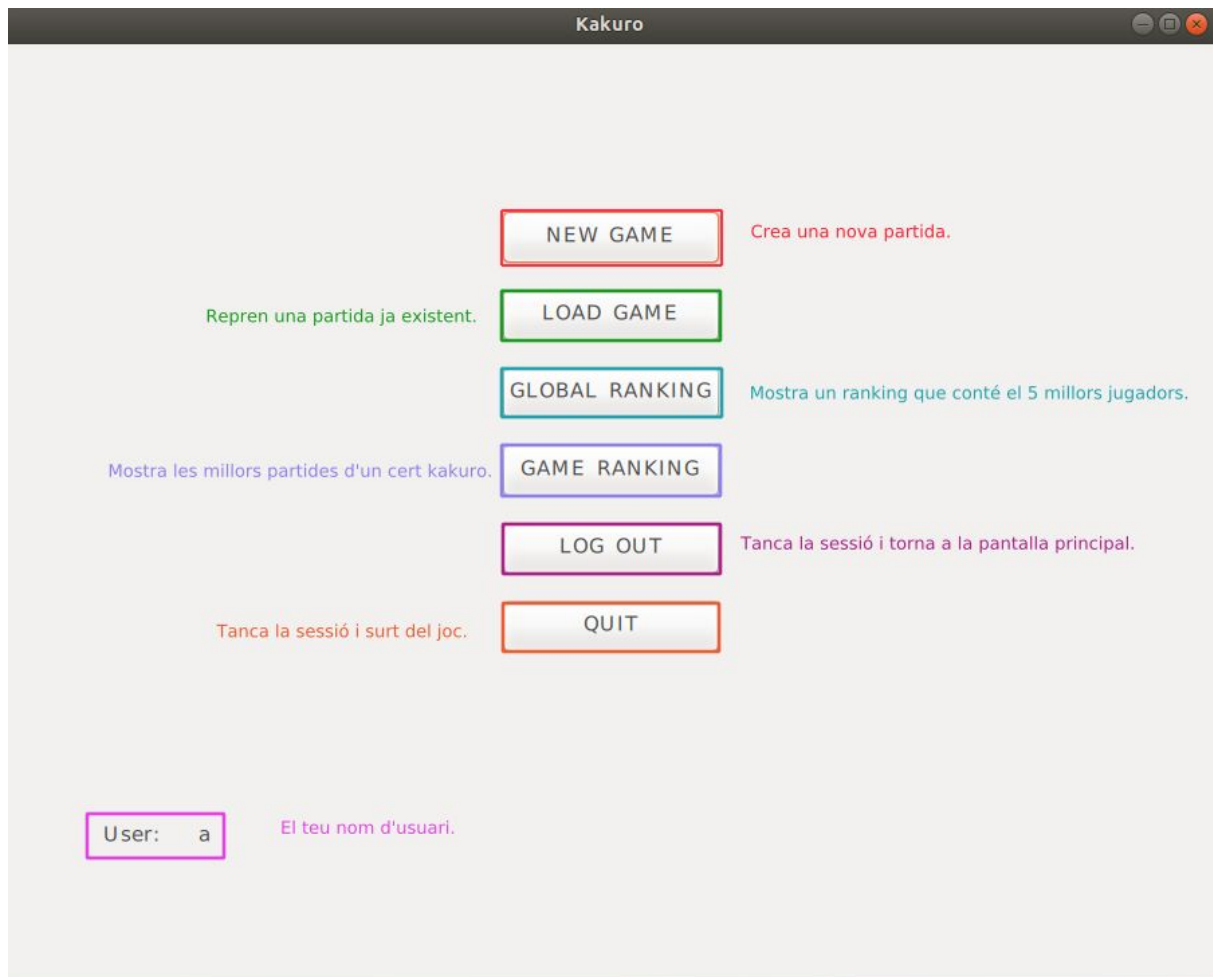 Kakuro
NEW GAME
Crea una nova partida.
Repren una partida ja existent.
LOAD GAME
GLOBAL RANKING
Mostra un ranking que conté el 5 millors jugadors.
Mostra les millors partides d'un cert kakuro.
GAME RANKING
LOG OUT
Tanca la sessió i torna a la pantalla principal.
Tanca la sessió i surt del joc.
QUIT
User: a
El teu nom d'usuari.